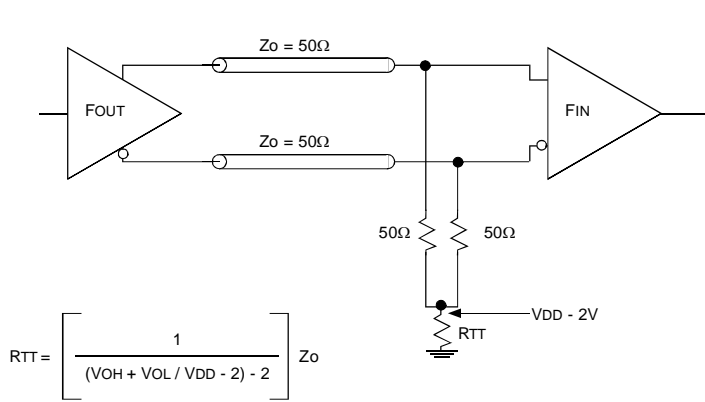 Zo = 50Ω
FOUT
FIN
Zo = 50Ω
50Ω
50Ω
VDD - 2V
RTT
RTT =
1
(VOH + VOL / VDD - 2) - 2
Zo